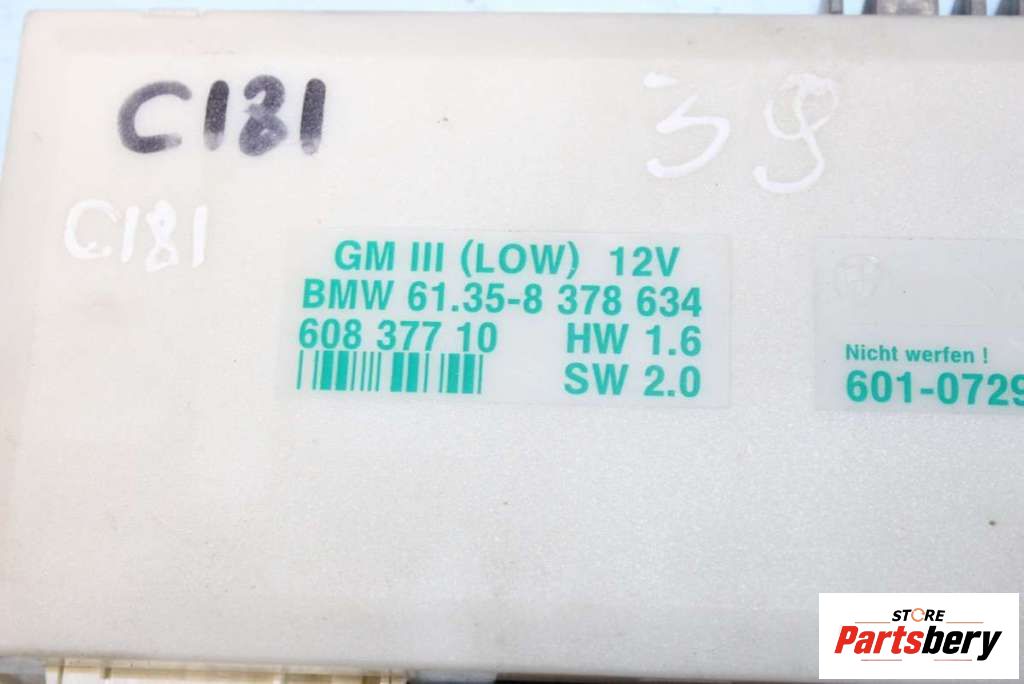 C181
39
C181
GM III (LOW) 12V
BMW 61.35-8 378 634
608 377 10 HW 1.6
SW 2.0
Nicht werfen !
601-0729
STORE
Partsbery